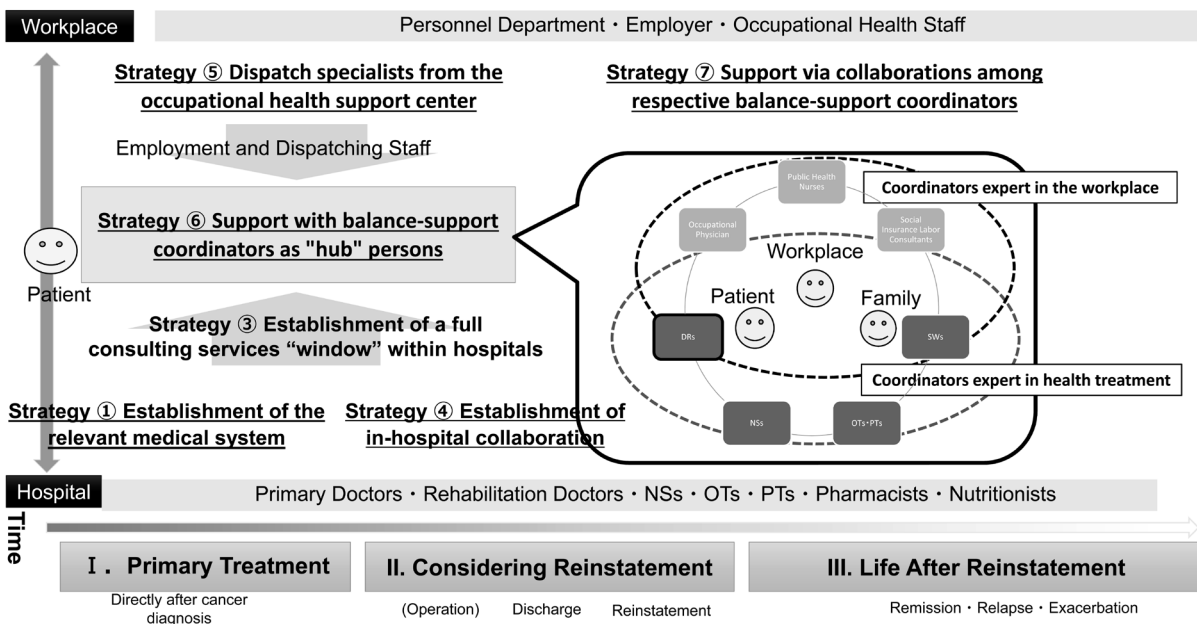 Workplace
Personnel Department・Employer・Occupational Health Staff
Strategy ⑤ Dispatch specialists from the
occupational health support center
Strategy ⑦ Support via collaborations among
respective balance-support coordinators
Employment and Dispatching Staff
Strategy ⑥ Support with balance-support
coordinators as "hub" persons
Patient
Strategy ③ Establishment of a full
consulting services “window” within hospitals
Strategy ① Establishment of the
relevant medical system
Strategy ④ Establishment of
in-hospital collaboration
Public Health
Nurses
Coordinators expert in the workplace
Occupational
Physician
Social
Insurance Labor
Consultants
Workplace
Patient
Family
DRs
SWs
Coordinators expert in health treatment
NSs
OTs・PTs
Hospital
Primary Doctors・Rehabilitation Doctors・NSs・OTs・PTs・Pharmacists・Nutritionists
Time
Ⅰ. Primary Treatment
II. Considering Reinstatement
III. Life After Reinstatement
Directly after cancer
diagnosis
(Operation) Discharge Reinstatement
Remission・Relapse・Exacerbation